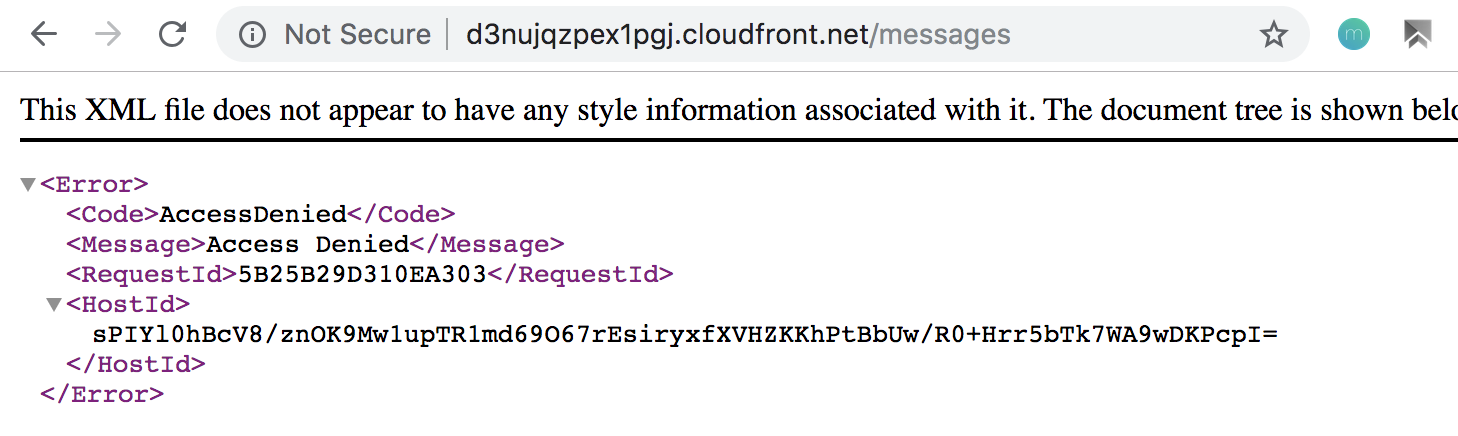 Not Secure | d3nujqzpex1pgj.cloudfront.net/messages
m
This XML file does not appear to have any style information associated with it. The document tree is shown belo
<Error>
<Code>AccessDenied</Code>
<Message>Access Denied</Message>
<RequestId>5B25B29D310EA303</RequestId>
<HostId>
sPIYl0hBcV8/znOK9Mw1upTR1md69O67rEsiryxfXVHZKKhPtBbUw/R0+Hrr5bTk7WA9wDKPcpI=
</HostId>
</Error>